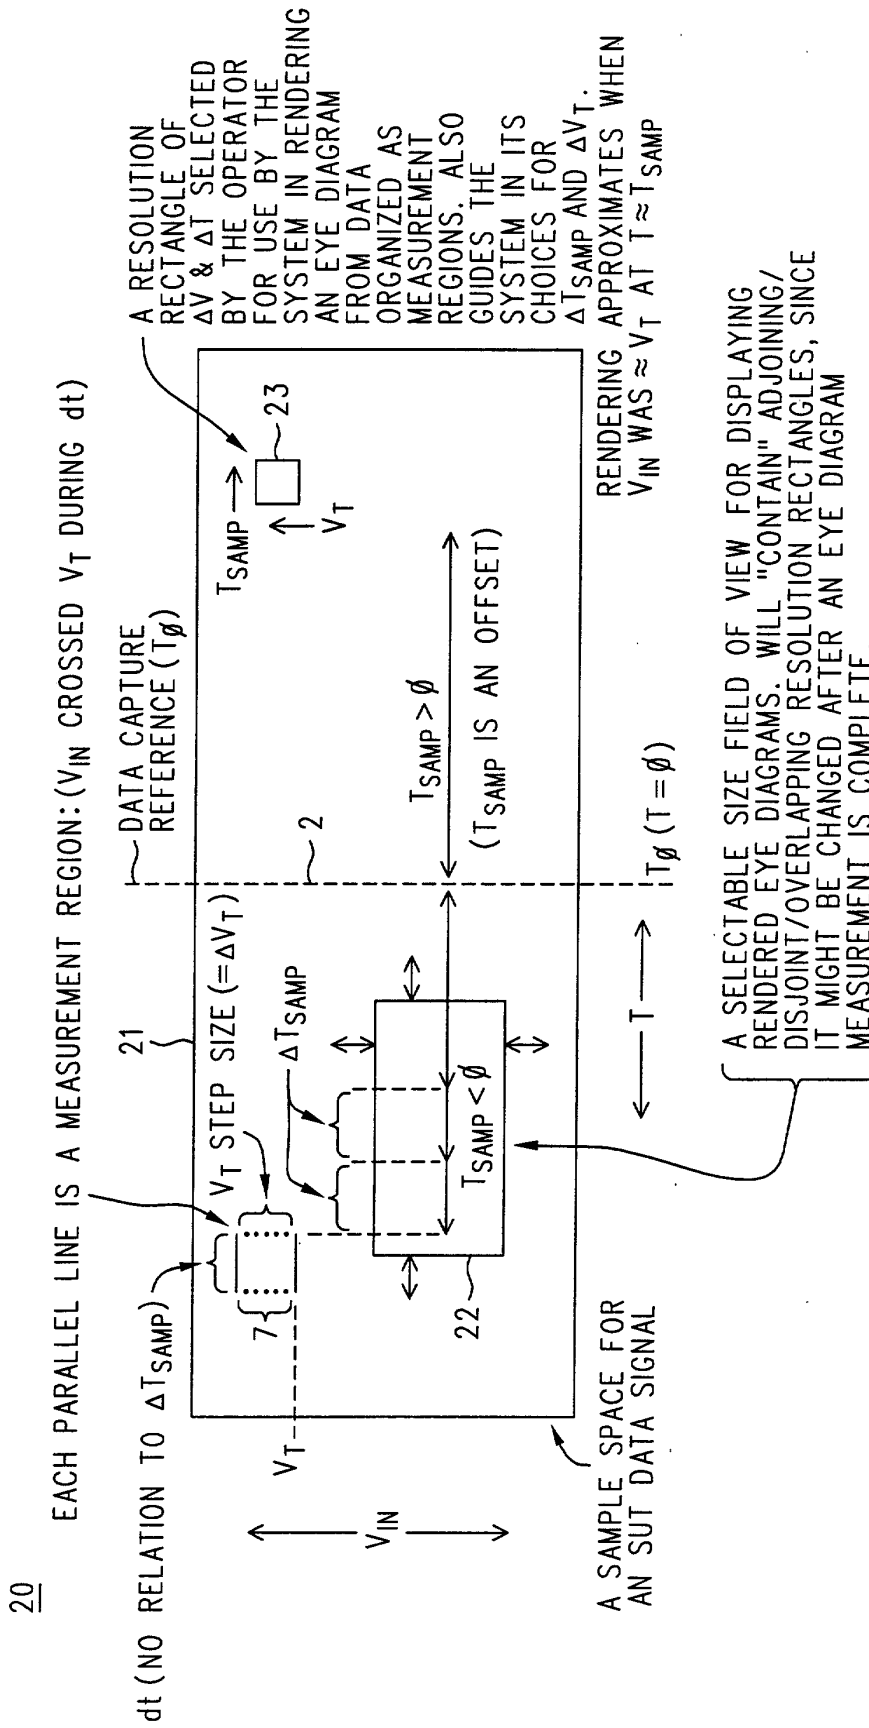 20
EACH PARALLEL LINE IS A MEASUREMENT REGION: (VIN CROSSED VT DURING dt)
dt (NO RELATION TO ΔTSAMP)
VT STEP SIZE (=ΔVT)
21
DATA CAPTURE
REFERENCE (TØ)
A RESOLUTION
RECTANGLE OF
ΔV & ΔT SELECTED
BY THE OPERATOR
FOR USE BY THE
SYSTEM IN RENDERING
AN EYE DIAGRAM
FROM DATA
ORGANIZED AS
MEASUREMENT
REGIONS. ALSO
GUIDES THE
SYSTEM IN ITS
CHOICES FOR
ΔTSAMP AND ΔVT.
RENDERING APPROXIMATES WHEN
VIN WAS ≈ VT AT T ≈ TSAMP
TSAMP
23
VT
7
ΔTSAMP
2
VT
VIN
22
TSAMP < Ø
TSAMP > Ø
(TSAMP IS AN OFFSET)
T
TØ (T = Ø)
A SAMPLE SPACE FOR
AN SUT DATA SIGNAL
A SELECTABLE SIZE FIELD OF VIEW FOR DISPLAYING
RENDERED EYE DIAGRAMS. WILL "CONTAIN" ADJOINING/
DISJOINT/OVERLAPPING RESOLUTION RECTANGLES, SINCE
IT MIGHT BE CHANGED AFTER AN EYE DIAGRAM
MEASUREMENT IS COMPLETE